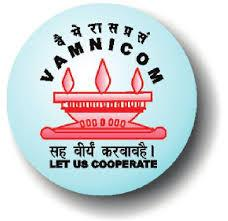 वै मे रा स प्र सं
VAMNICOM
सह वीर्यं करवावहै।
LET US COOPERATE